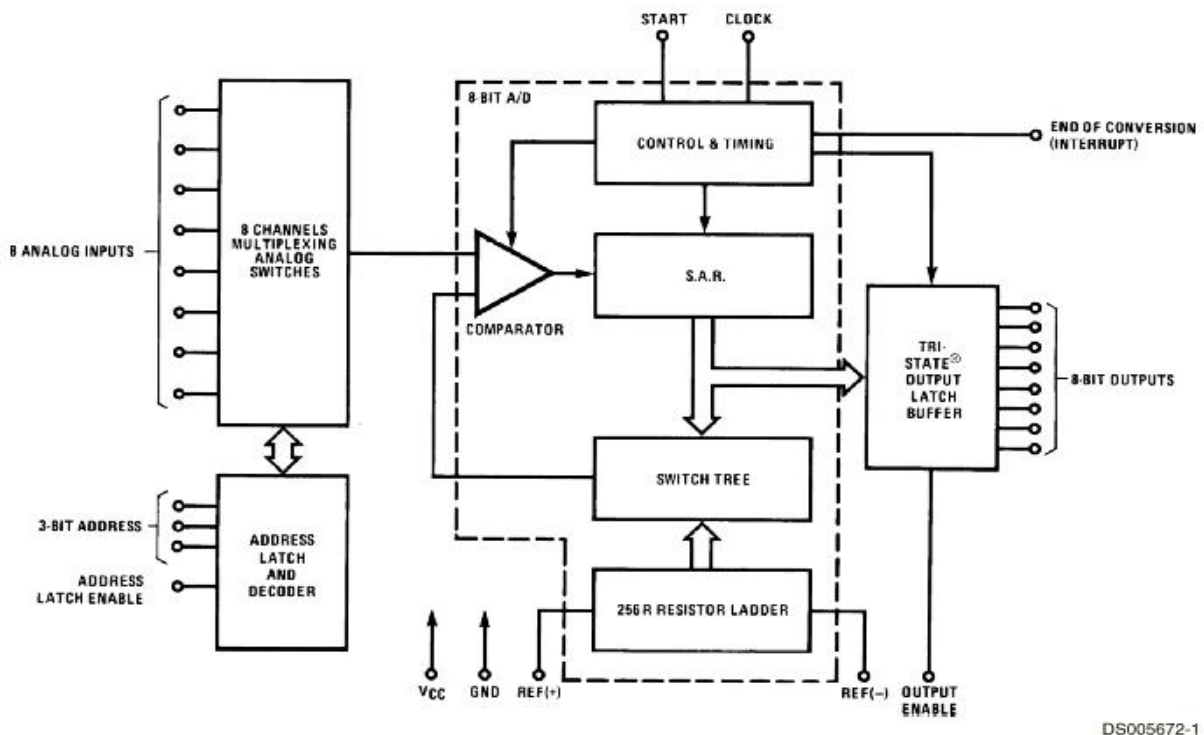 START
CLOCK
8-BIT A/D
CONTROL & TIMING
END OF CONVERSION
(INTERRUPT)
8 ANALOG INPUTS
8 CHANNELS
MULTIPLEXING
ANALOG
SWITCHES
COMPARATOR
S.A.R.
TRI-
STATE®
OUTPUT
LATCH
BUFFER
8-BIT OUTPUTS
SWITCH TREE
3-BIT ADDRESS
ADDRESS
LATCH ENABLE
ADDRESS
LATCH
AND
DECODER
256R RESISTOR LADDER
VCC
GND
REF(+)
REF(−)
OUTPUT
ENABLE
DS005672-1